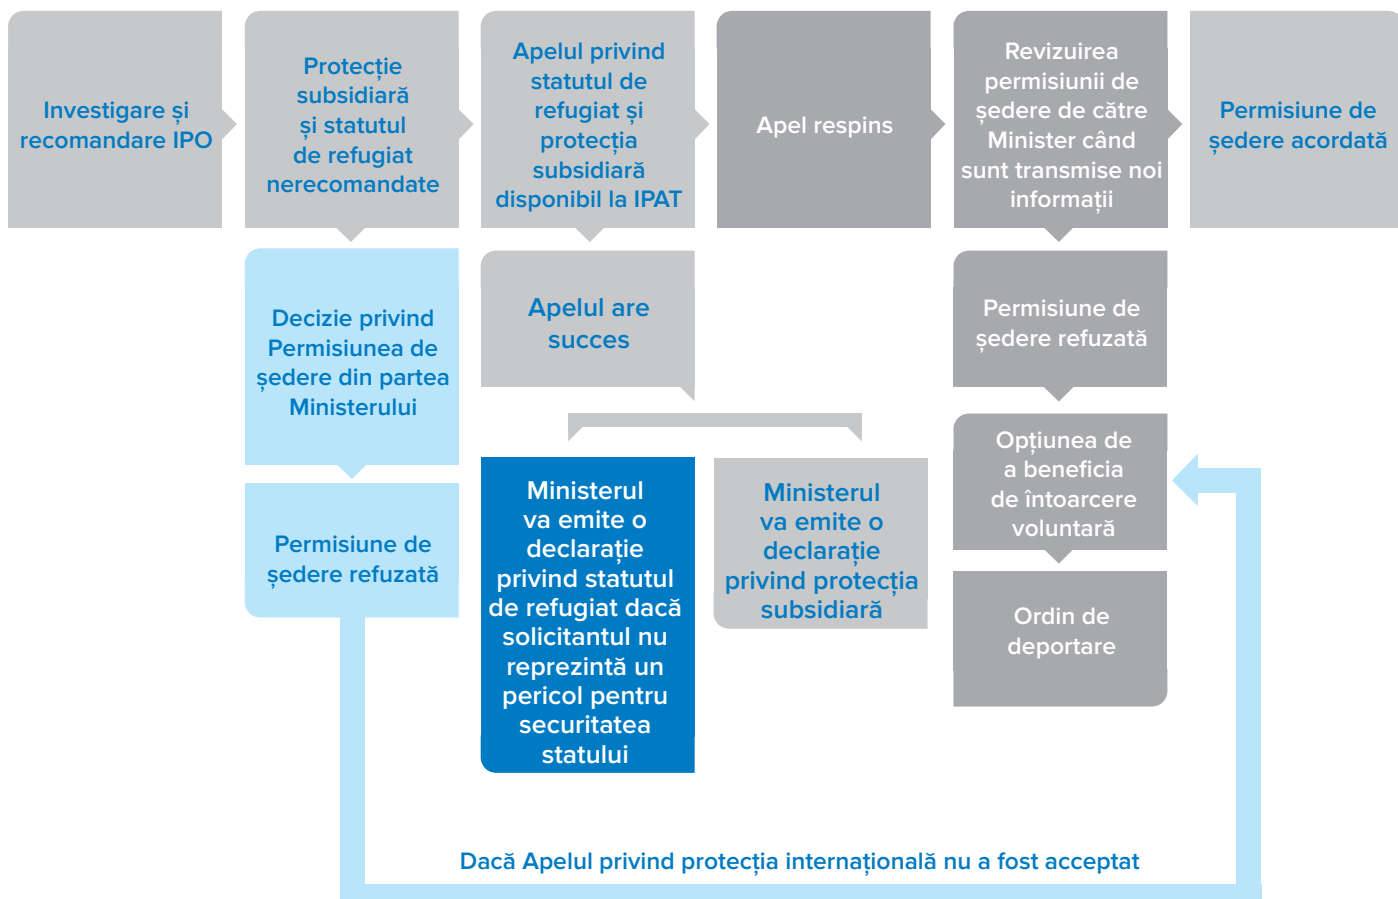 Investigare și
recomandare IPO
Protecție
subsidiară
și statutul
de refugiat
nerecomandate
Apelul privind
statutul de
refugiat și
protecția
subsidiară
disponibil la IPAT
Apel respins
Revizuirea
permisiunii de
ședere de către
Minister când
sunt transmise noi
informații
Permisiune de
ședere acordată
Decizie privind
Permisiunea de
ședere din partea
Ministerului
Apelul are
succes
Permisiune de
ședere refuzată
Permisiune de
ședere refuzată
Ministerul
va emite o
declarație
privind statutul
de refugiat dacă
solicitantul nu
reprezintă un
pericol pentru
securitatea
statului
Ministerul
va emite o
declarație
privind protecția
subsidiară
Opțiunea de
a beneficia
de întoarcere
voluntară
Ordin de
deportare
Dacă Apelul privind protecția internațională nu a fost acceptat